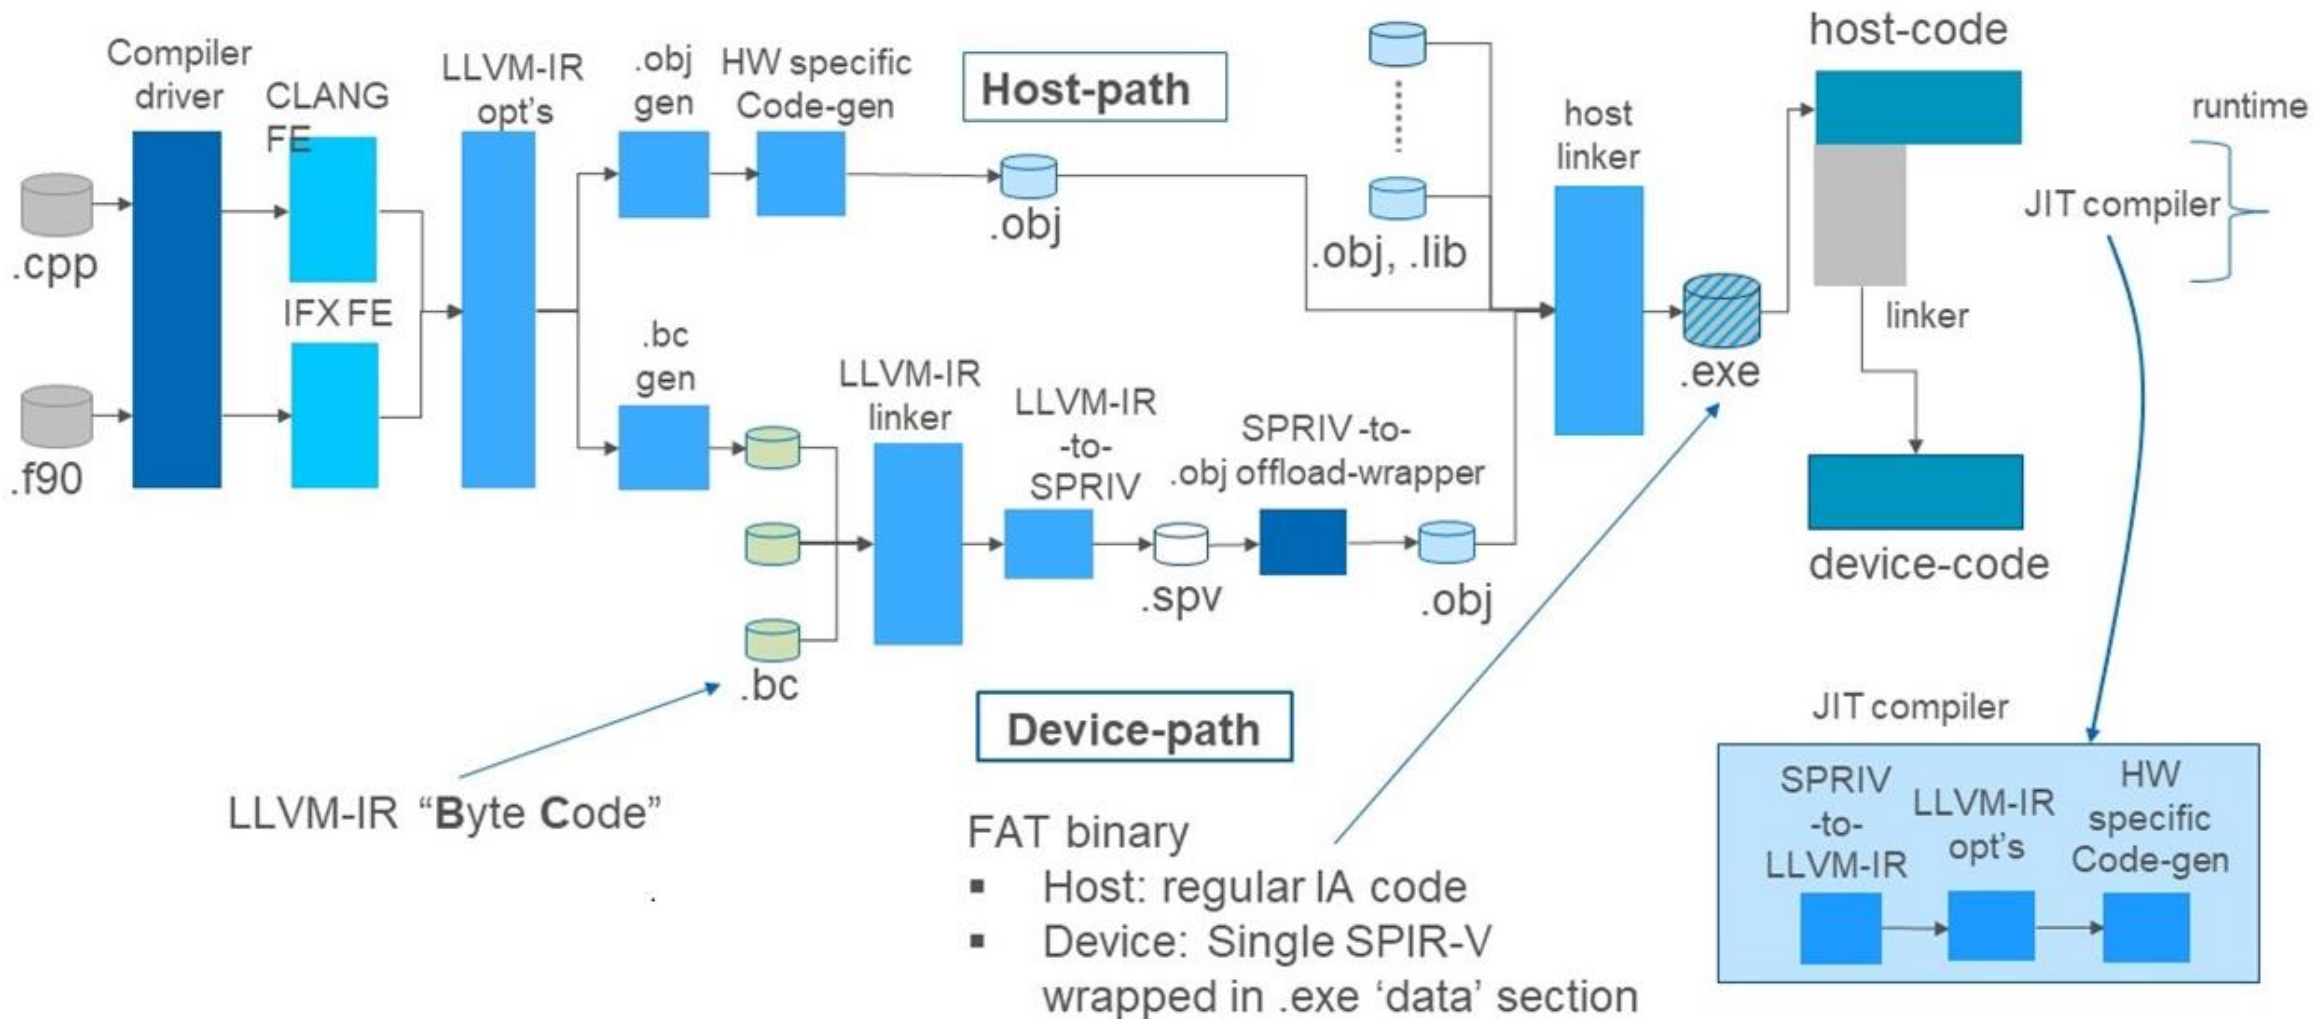 Compiler
driver
CLANG
FE
LLVM-IR
opt's
.obj
gen
HW specific
Code-gen
Host-path
host-code
host
linker
runtime
.cpp
.obj
.obj, .lib
JIT compiler
IFX FE
linker
.bc
gen
.exe
LLVM-IR
linker
LLVM-IR
-to-
SPRIV
SPRIV -to-
.obj offload-wrapper
.f90
device-code
.spv
.obj
.bc
Device-path
JIT compiler
LLVM-IR “Byte Code”
SPRIV
-to-
LLVM-IR
LLVM-IR
opt's
HW
specific
Code-gen
FAT binary
▪ Host: regular IA code
▪ Device: Single SPIR-V
wrapped in .exe ‘data’ section